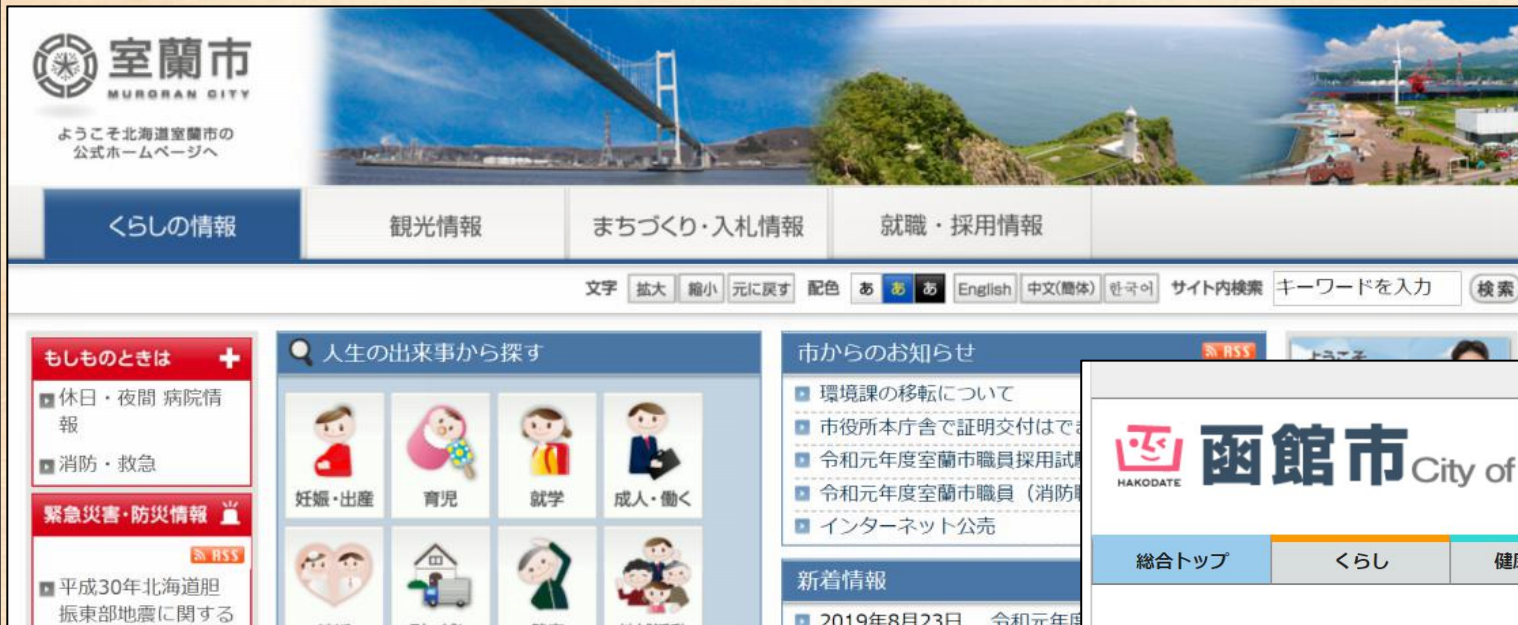 室蘭市
MURORAN CITY
ようこそ北海道室蘭市の
公式ホームページへ
くらしの情報 観光情報 まちづくり・入札情報 就職・採用情報
文字 拡大 縮小 元に戻す 配色 あ あ あ English 中文(簡体) 한국어 サイト内検索 キーワードを入力 検索
もしものときは
休日・夜間 病院情
報
消防・救急
緊急災害・防災情報
RSS
平成30年北海道胆
振東部地震に関する
人生の出来事から探す
妊娠・出産 育児 就学 成人・働く
市からのお知らせ RSS
環境課の移転について
市役所本庁舎で証明交付はでき
令和元年度室蘭市職員採用試験
令和元年度室蘭市職員（消防職
インターネット公売
新着情報
2019年8月23日 令和元年度
ようこそ
HAKODATE
函館市 City of
総合トップ くらし 健康